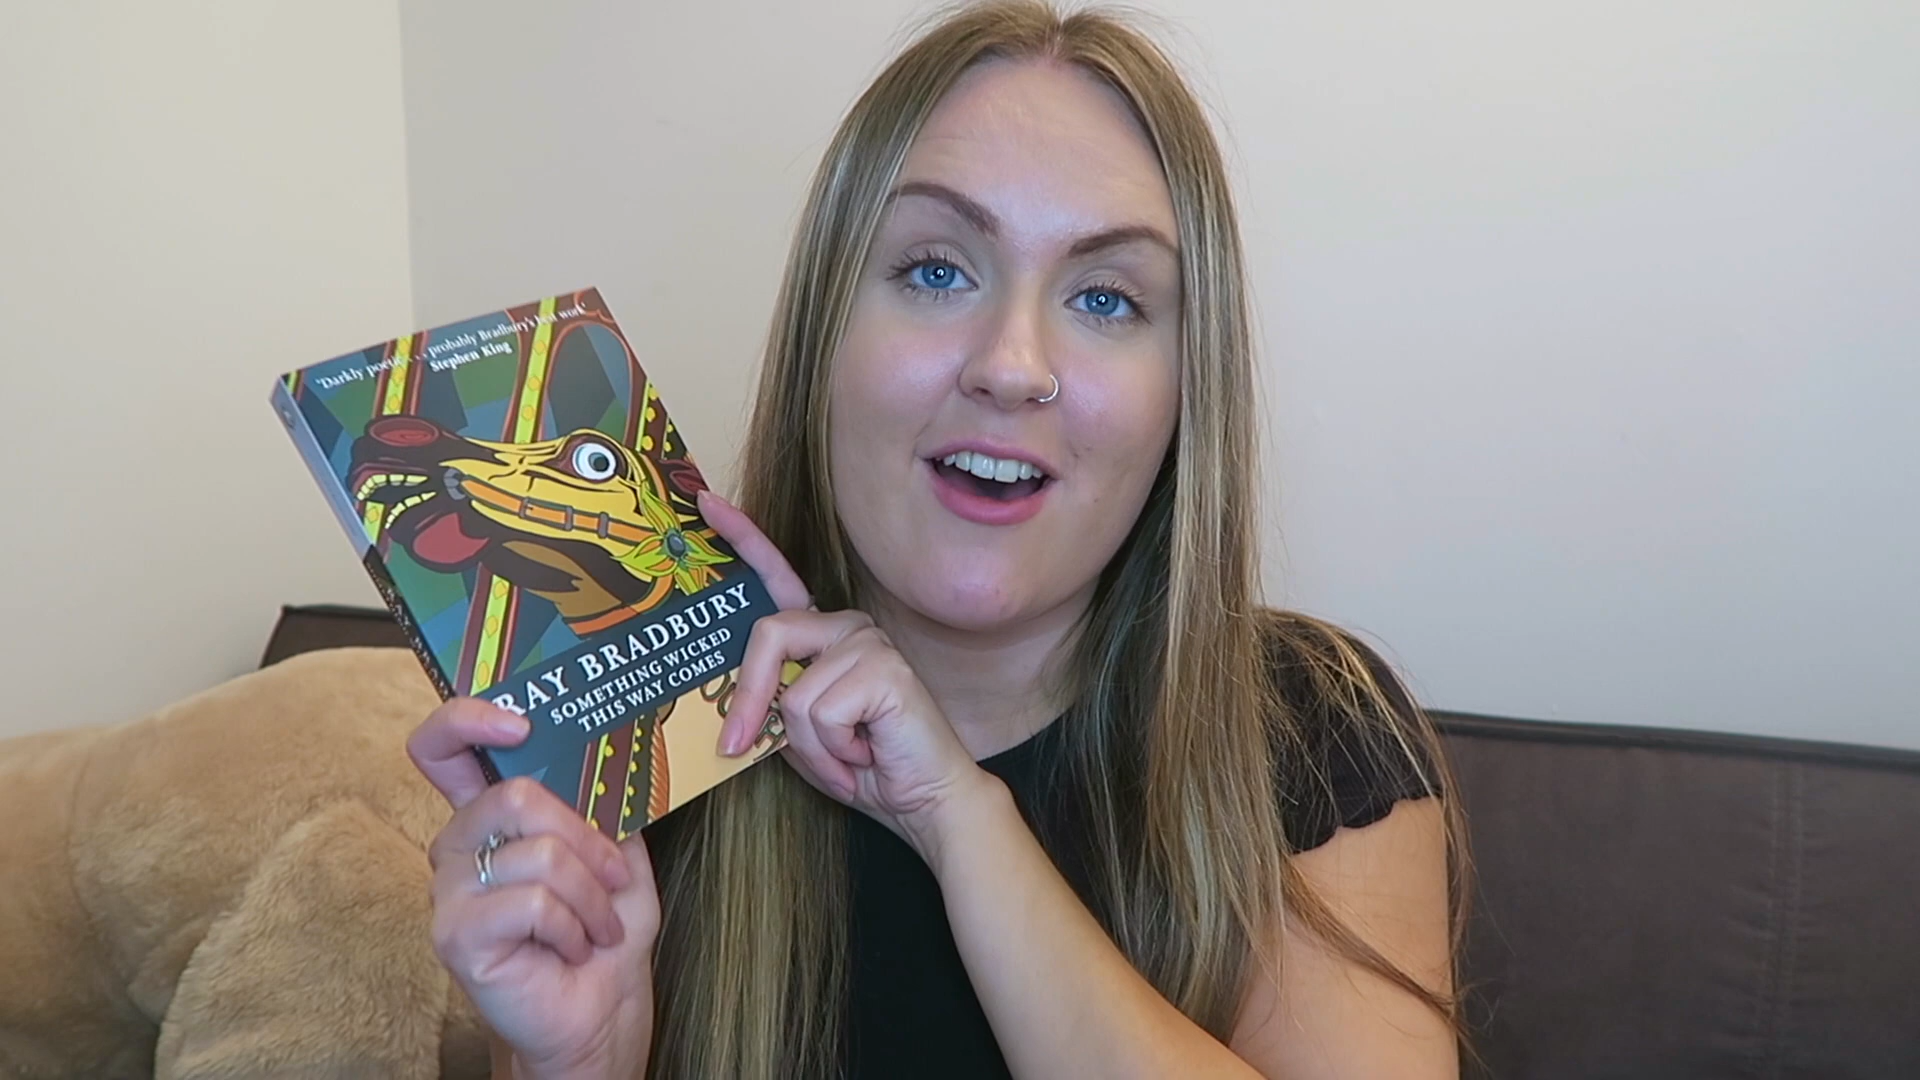 'Darkly poetic . . . probably Bradbury's best work'
Stephen King
RAY BRADBURY
SOMETHING WICKED
THIS WAY COMES